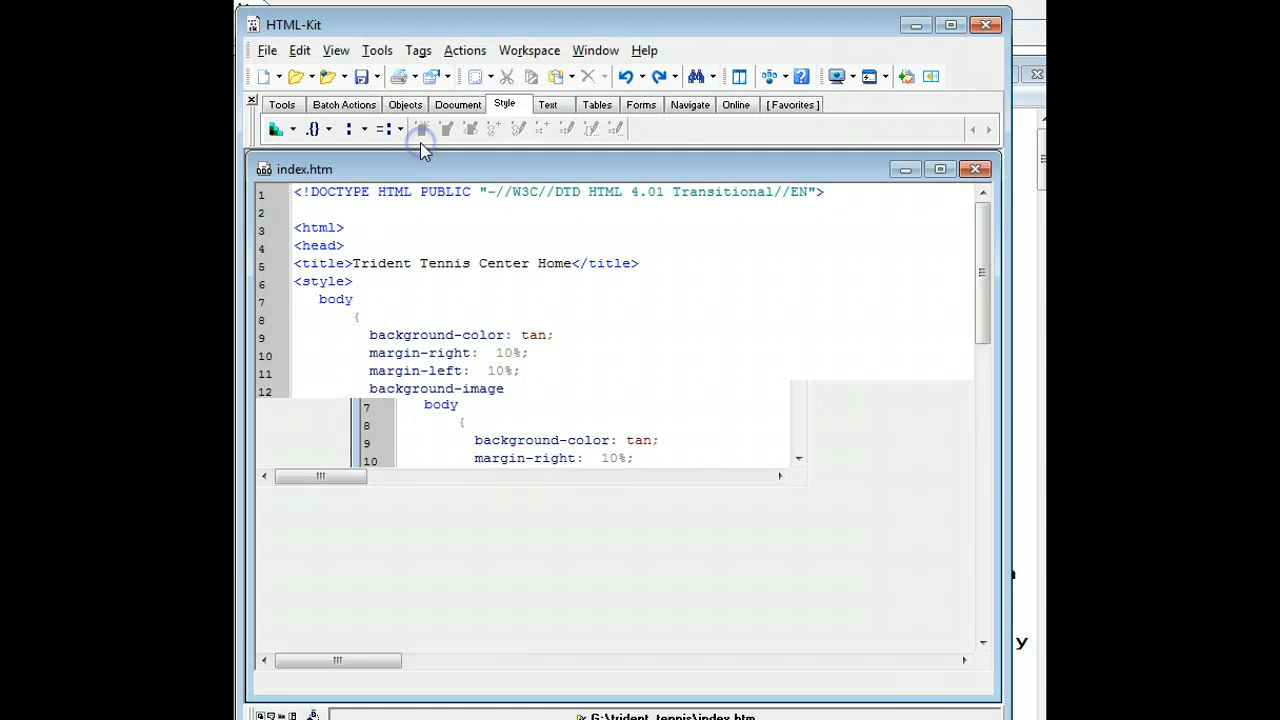 HTML-Kit
File Edit View Tools Tags Actions Workspace Window Help
Tools Batch Actions Objects Document Style Text Tables Forms Navigate Online [ Favorites ]
index.htm
1 <!DOCTYPE HTML PUBLIC "-//W3C//DTD HTML 4.01 Transitional//EN">
2
3 <html>
4 <head>
5 <title>Trident Tennis Center Home</title>
6 <style>
7 body
8 {
9 background-color: tan;
10 margin-right: 10%;
11 margin-left: 10%;
12 background-image
7 body
8 {
9 background-color: tan;
10 margin-right: 10%;
y
G:\trident_tennis\index.htm